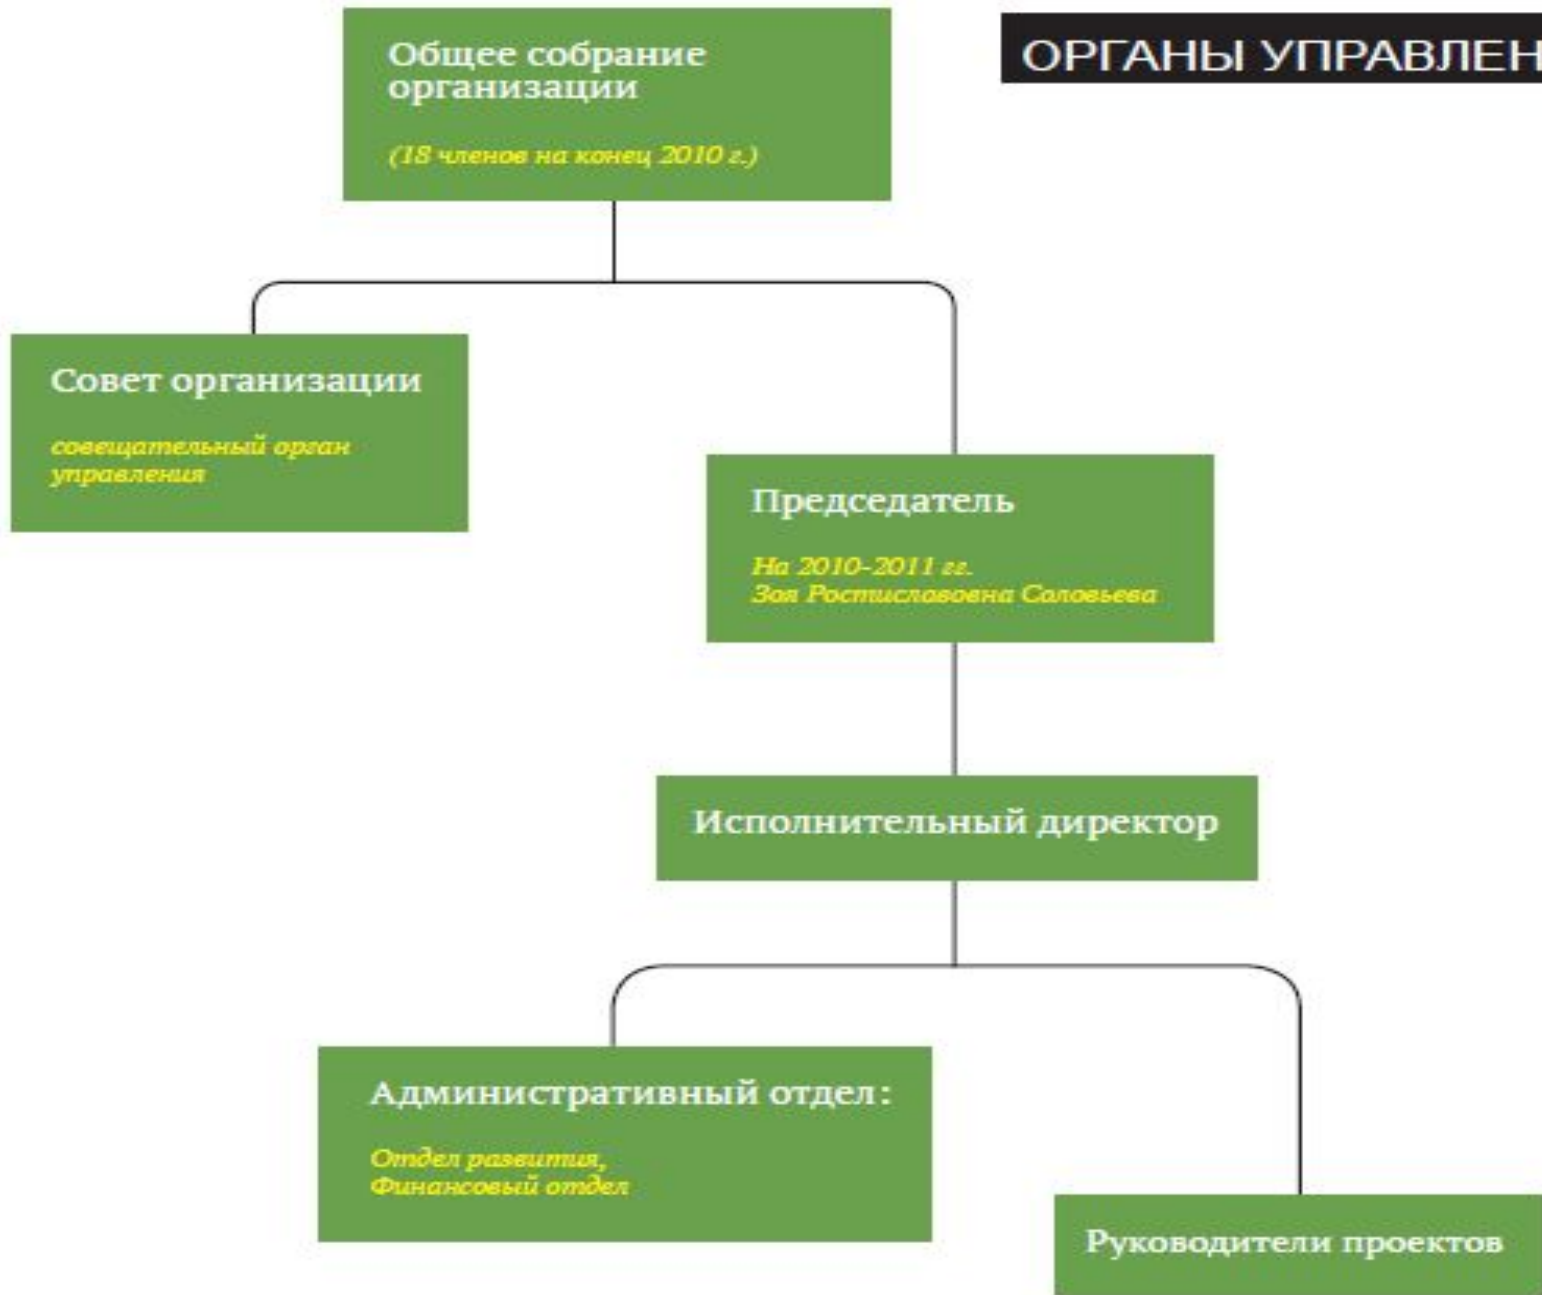 Общее собрание
организации
(18 членов на конец 2010 г.)
ОРГАНЫ УПРАВЛЕН
Совет организации
совещательный орган
управления
Председатель
На 2010-2011 гг.
Зоя Ростиславовна Соловьева
Исполнительный директор
Административный отдел:
Отдел развития,
Финансовый отдел
Руководители проектов